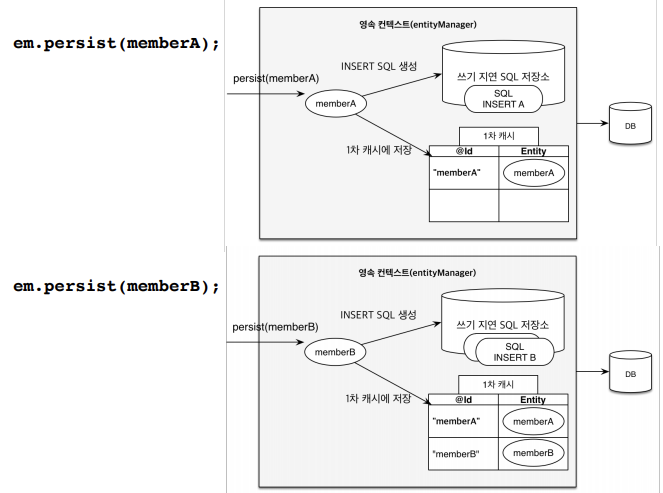 영속 컨텍스트(entityManager)
em.persist(memberA);
INSERT SQL 생성
persist(memberA)
쓰기 지연 SQL 저장소
memberA
SQL
INSERT A
DB
1차 캐시
1차 캐시에 저장
@Id
Entity
"memberA"
memberA
영속 컨텍스트(entityManager)
em.persist(memberB);
INSERT SQL 생성
persist(memberB)
쓰기 지연 SQL 저장소
memberB
SQL
INSERT B
DB
1차 캐시
1차 캐시에 저장
@Id
Entity
"memberA"
memberA
"memberB"
memberB